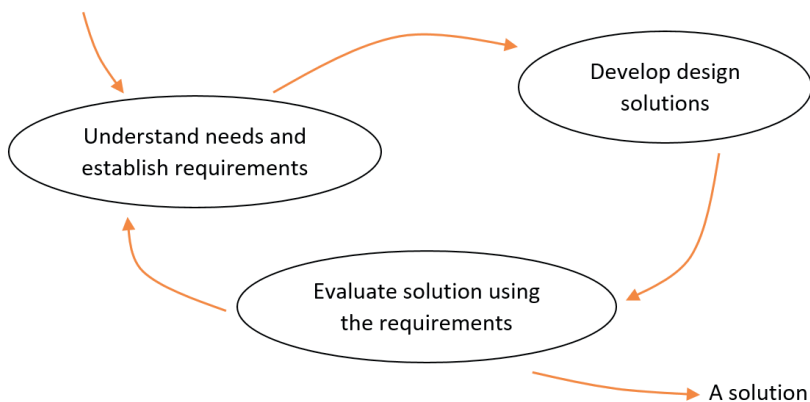 Develop design
solutions
Understand needs and
establish requirements
Evaluate solution using
the requirements
A solution